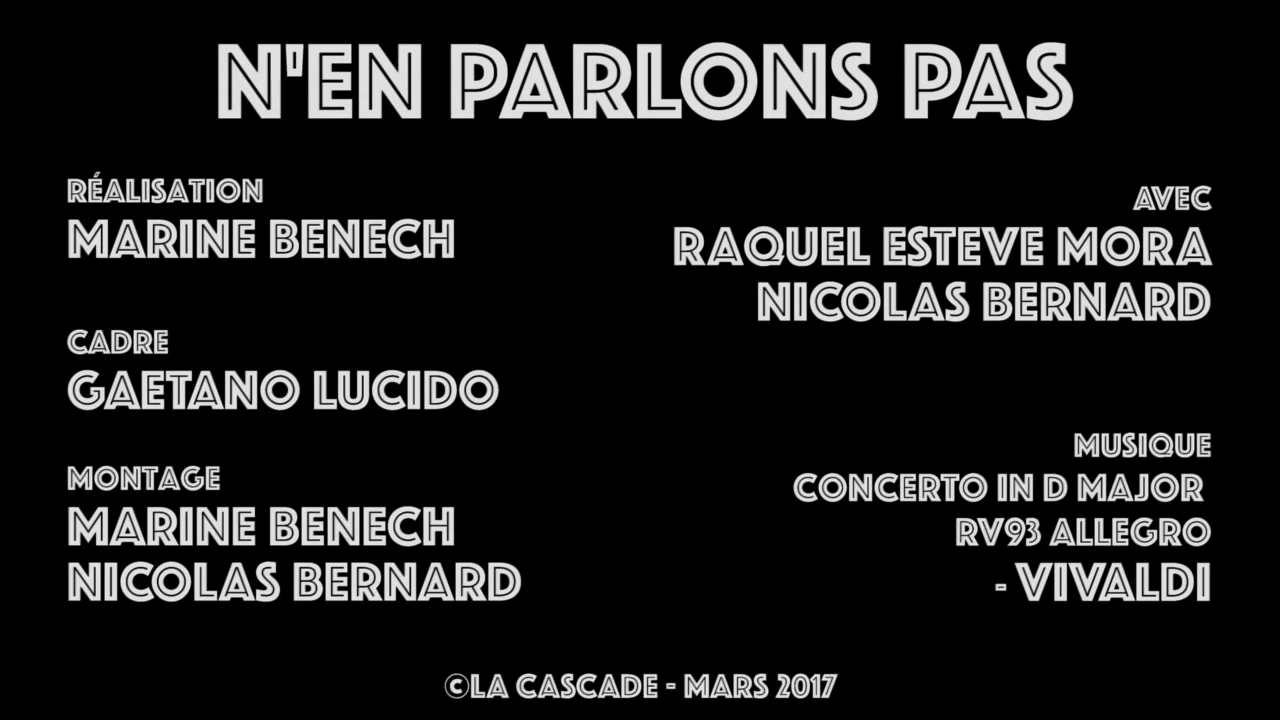 N'EN PARLONS PAS
RÉALISATION
MARINE BENECH
CADRE
GAETANO LUCIDO
MONTAGE
MARINE BENECH
NICOLAS BERNARD
AVEC
RAQUEL ESTEVE MORA
NICOLAS BERNARD
MUSIQUE
CONCERTO IN D MAJOR
RV93 ALLEGRO
- VIVALDI
©LA CASCADE - MARS 2017